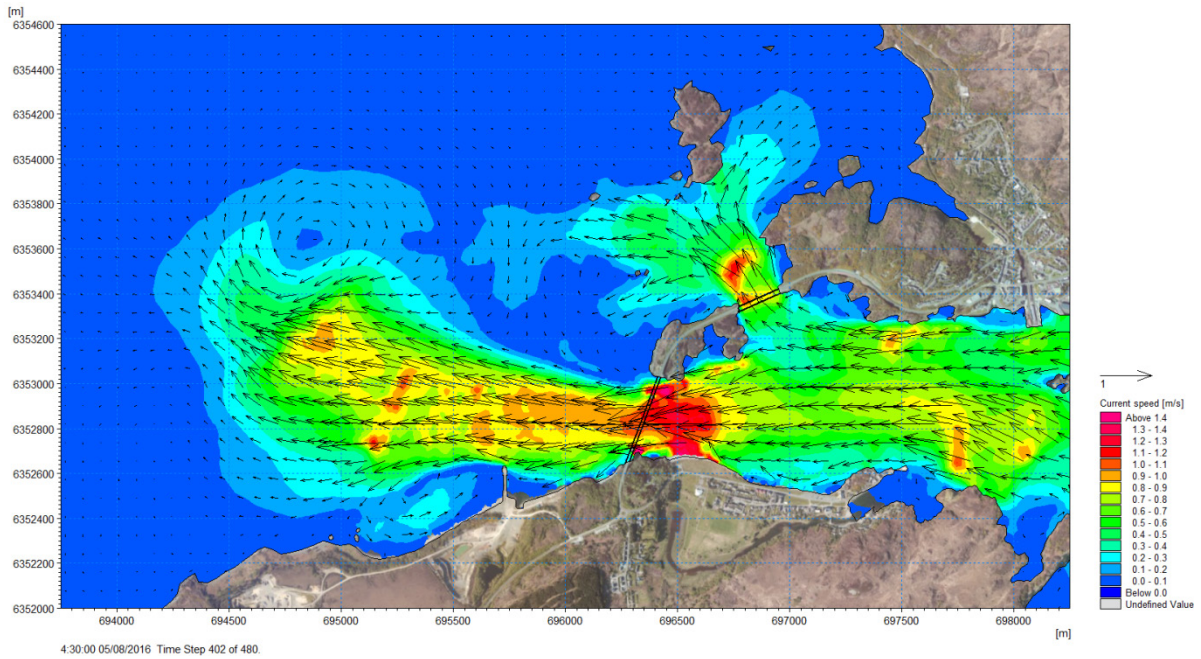 [m]
6354600
6354400
6354200
6354000
6353800
6353600
6353400
6353200
6353000
6352800
6352600
6352400
6352200
6352000
694000 694500 695000 695500 696000 696500 697000 697500 698000
[m]
1
Current speed [m/s]
Above 1.4
1.3 - 1.4
1.2 - 1.3
1.1 - 1.2
1.0 - 1.1
0.9 - 1.0
0.8 - 0.9
0.7 - 0.8
0.6 - 0.7
0.5 - 0.6
0.4 - 0.5
0.3 - 0.4
0.2 - 0.3
0.1 - 0.2
0.0 - 0.1
Below 0.0
Undefined Value
4:30:00 05/08/2016 Time Step 402 of 480.